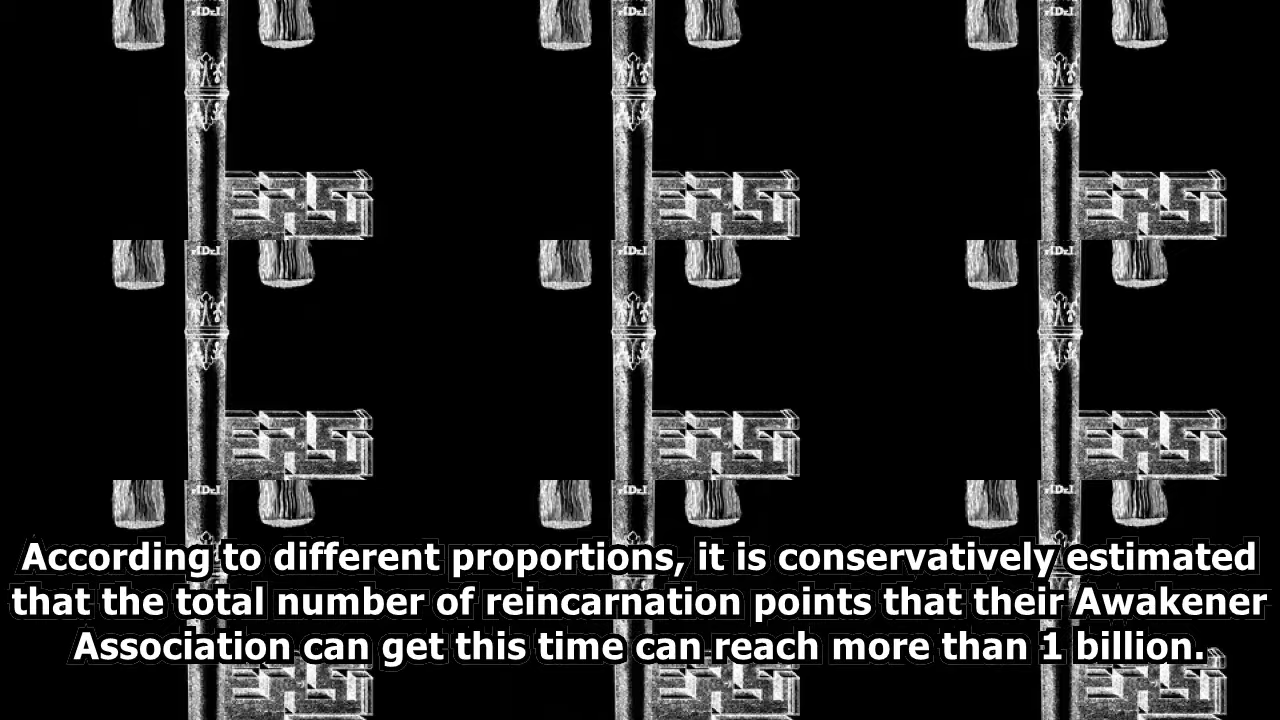 According to different proportions, it is conservatively estimated
that the total number of reincarnation points that their Awakener
Association can get this time can reach more than 1 billion.